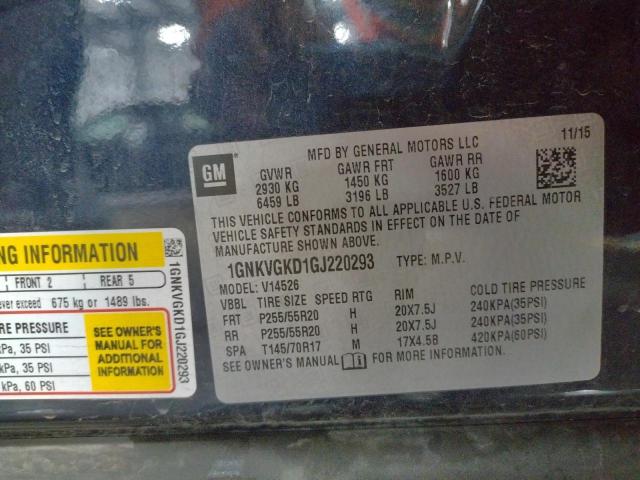 GM
MFD BY GENERAL MOTORS LLC
11/15
GVWR GAWR FRT GAWR RR
2930 KG 1450 KG 1600 KG
6459 LB 3196 LB 3527 LB
THIS VEHICLE CONFORMS TO ALL APPLICABLE U.S. FEDERAL MOTOR
VEHICLE SAFETY STANDARDS IN EFFECT ON THE DATE OF
MANUFACTURE SHOWN ABOVE.
1GNKVGKD1GJ220293 TYPE: M.P.V.
MODEL: V14526
VBBL TIRE SIZE SPEED RTG RIM COLD TIRE PRESSURE
FRT P255/55R20 H 20X7.5J 240KPA(35PSI)
RR P255/55R20 H 20X7.5J 240KPA(35PSI)
SPA T145/70R17 M 17X4.5B 420KPA(60PSI)
SEE OWNER'S MANUAL FOR MORE INFORMATION.
INFORMATION
FRONT 2 REAR 5
ever exceed 675 kg or 1489 lbs.
RE PRESSURE
kPa, 35 PSI
kPa, 35 PSI
kPa, 60 PSI
SEE OWNER'S
MANUAL FOR
ADDITIONAL
INFORMATION
1GNKVGKD1GJ220293